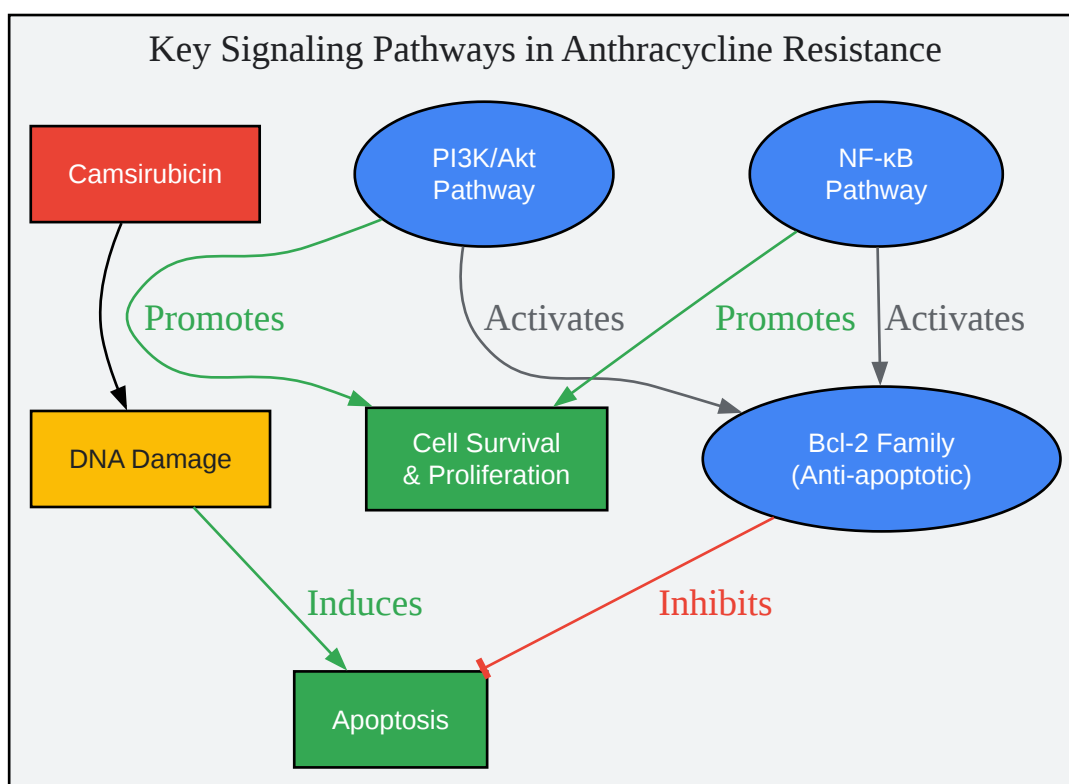 Key Signaling Pathways in Anthracycline Resistance
Camsirubicin
PI3K/Akt
Pathway
NF-κB
Pathway
Promotes
Activates
Promotes
Activates
DNA Damage
Cell Survival
& Proliferation
Bcl-2 Family
(Anti-apoptotic)
Induces
Inhibits
Apoptosis